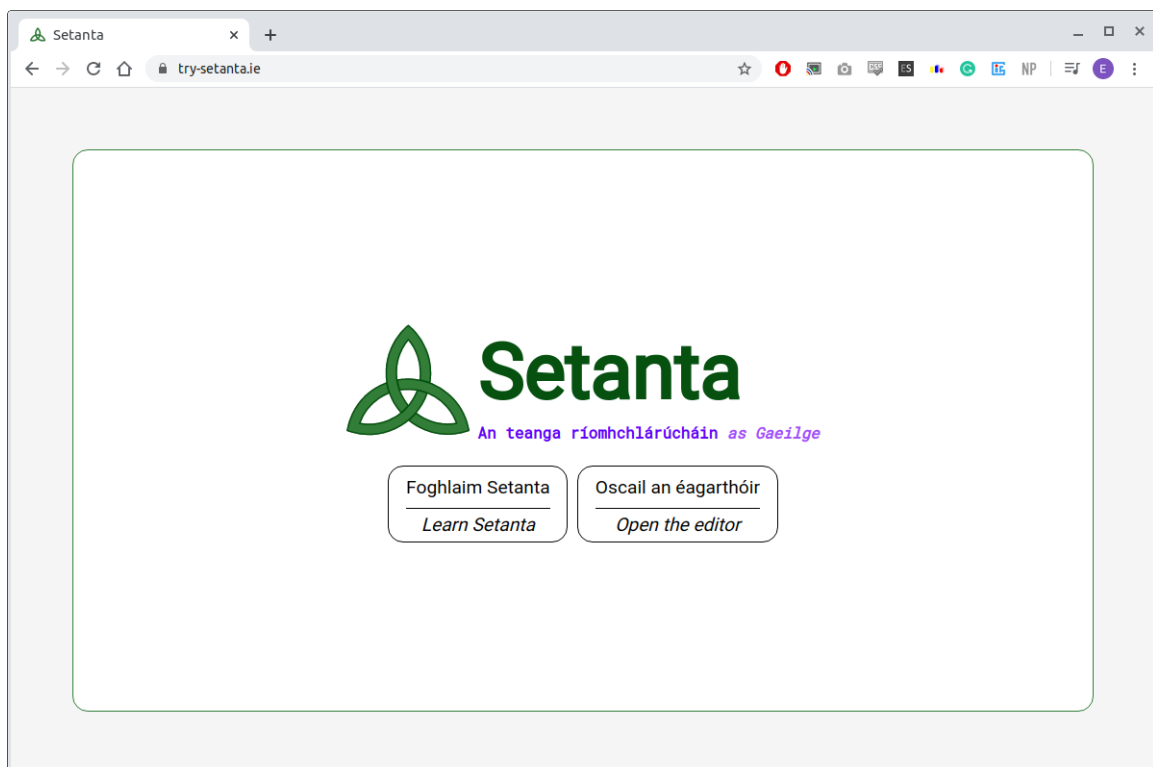 Setanta
try-setanta.ie
ES
NP
E
Setanta
An teanga ríomhchlárúcháin as Gaeilge
Foghlaim Setanta
Learn Setanta
Oscail an éagarthóir
Open the editor